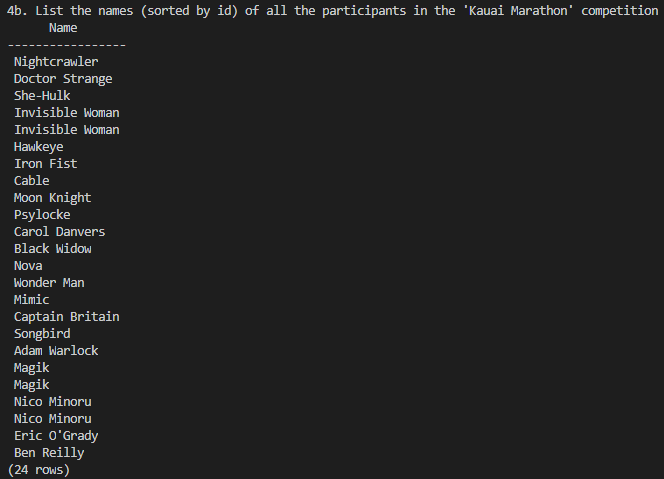 4b. List the names (sorted by id) of all the participants in the 'Kauai Marathon' competition
Name
-----------------
Nightcrawler
Doctor Strange
She-Hulk
Invisible Woman
Invisible Woman
Hawkeye
Iron Fist
Cable
Moon Knight
Psylocke
Carol Danvers
Black Widow
Nova
Wonder Man
Mimic
Captain Britain
Songbird
Adam Warlock
Magik
Magik
Nico Minoru
Nico Minoru
Eric O'Grady
Ben Reilly
(24 rows)